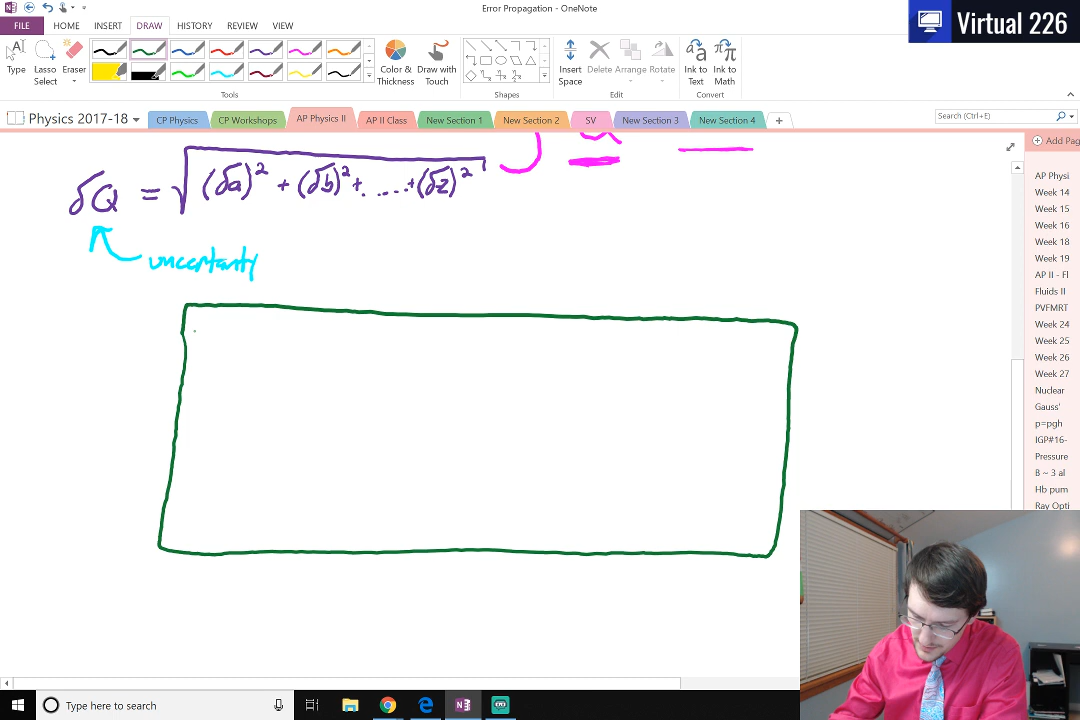 Error Propagation - OneNote
Virtual 226
FILE HOME INSERT DRAW HISTORY REVIEW VIEW
Type
Lasso Select
Eraser
Color & Thickness
Draw with Touch
Insert Space
Delete
Arrange
Rotate
Ink to Text
Ink to Math
Tools
Shapes
Edit
Convert
Physics 2017-18
CP Physics
CP Workshops
AP Physics II
AP II Class
New Section 1
New Section 2
SV
New Section 3
New Section 4
Search (Ctrl+E)
Add Pag
AP Physi
Week 14
Week 15
Week 16
Week 18
Week 19
AP II - Fl
Fluids II
PVFMRT
Week 24
Week 25
Week 26
Week 27
Nuclear
Gauss'
p=pgh
IGP#16-
Pressure
B ~ 3 al
Hb pum
Ray Opti
δQ = √(δa)² + (δb)² + ..... + (δz)²
uncertainty
Type here to search